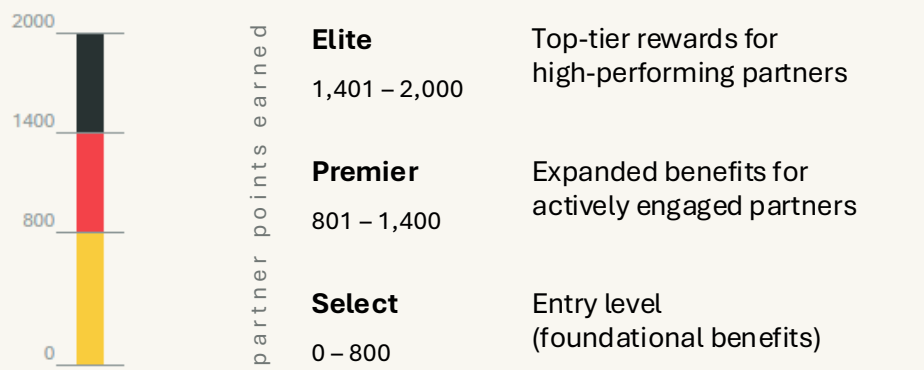 2000
1400
800
0
partner points earned
Elite
1,401 – 2,000
Top-tier rewards for
high-performing partners
Premier
801 – 1,400
Expanded benefits for
actively engaged partners
Select
0 – 800
Entry level
(foundational benefits)